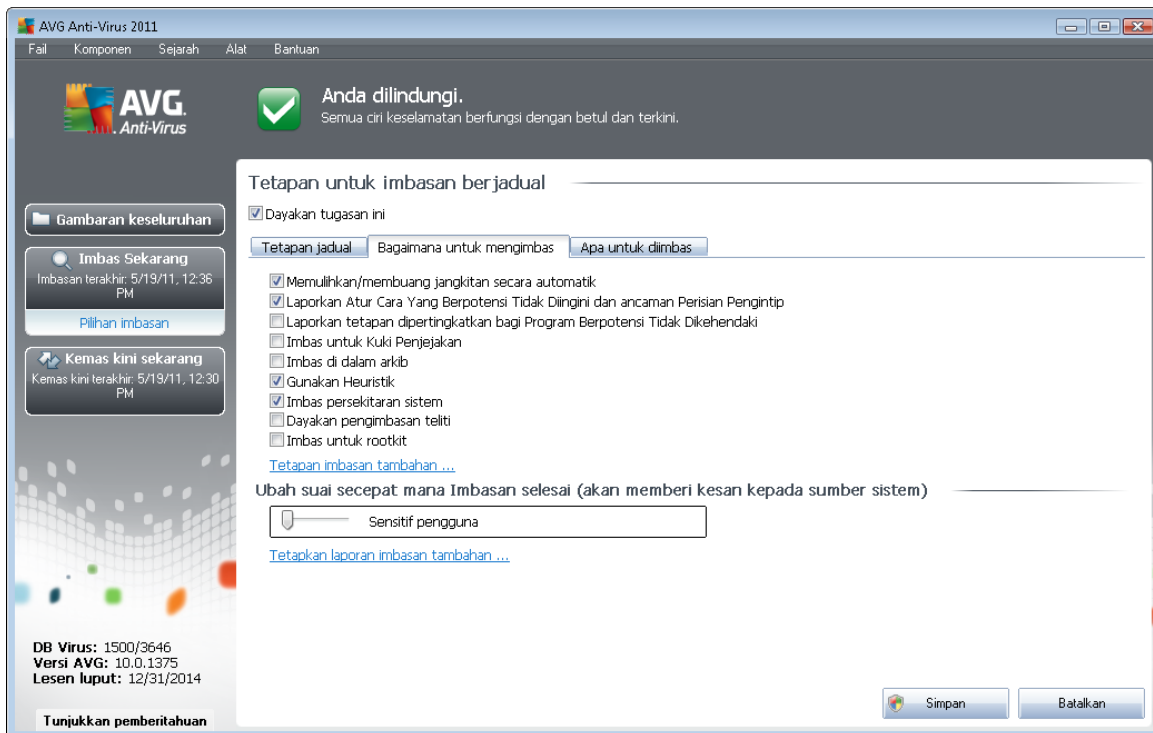 AVG Anti-Virus 2011
Fail Komponen Sejarah Alat Bantuan
AVG.
Anti-Virus
Anda dilindungi.
Semua ciri keselamatan berfungsi dengan betul dan terkini.
Gambaran keseluruhan
Imbas Sekarang
Imbasan terakhir: 5/19/11, 12:36
PM
Pilihan imbasan
Kemas kini sekarang
Kemas kini terakhir: 5/19/11, 12:30
PM
DB Virus: 1500/3646
Versi AVG: 10.0.1375
Lesen luput: 12/31/2014
Tunjukkan pemberitahuan
Tetapan untuk imbasan berjadual
Dayakan tugasan ini
Tetapan jadual Bagaimana untuk mengimbas Apa untuk diimbas
Memulihkan/membuang jangkitan secara automatik
Laporkan Atur Cara Yang Berpotensi Tidak Diingini dan ancaman Perisian Pengintip
Laporkan tetapan dipertingkatkan bagi Program Berpotensi Tidak Dikehendaki
Imbas untuk Kuki Penjejakan
Imbas di dalam arkib
Gunakan Heuristik
Imbas persekitaran sistem
Dayakan pengimbasan teliti
Imbas untuk rootkit
Tetapan imbasan tambahan ...
Ubah suai secepat mana Imbasan selesai (akan memberi kesan kepada sumber sistem)
Sensitif pengguna
Tetapkan laporan imbasan tambahan ...
Simpan Batalkan